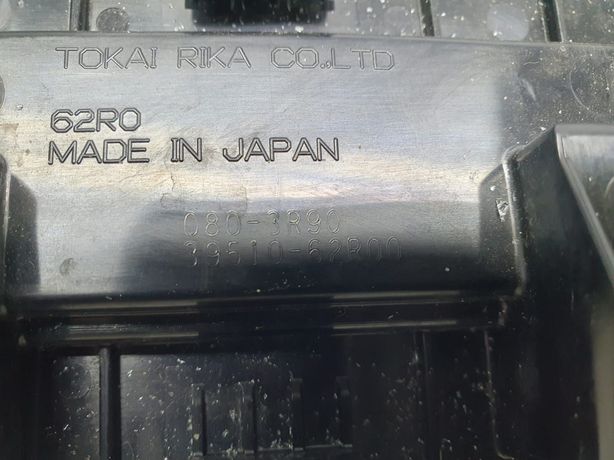 TOKAI RIKA CO.,LTD
62R0
MADE IN JAPAN
080-3R90
39510-62R00